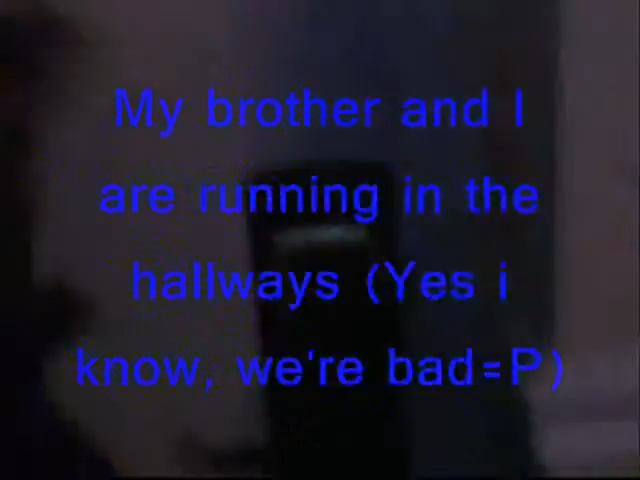 My brother and I
are running in the
hallways (Yes i
know, we're bad=P)